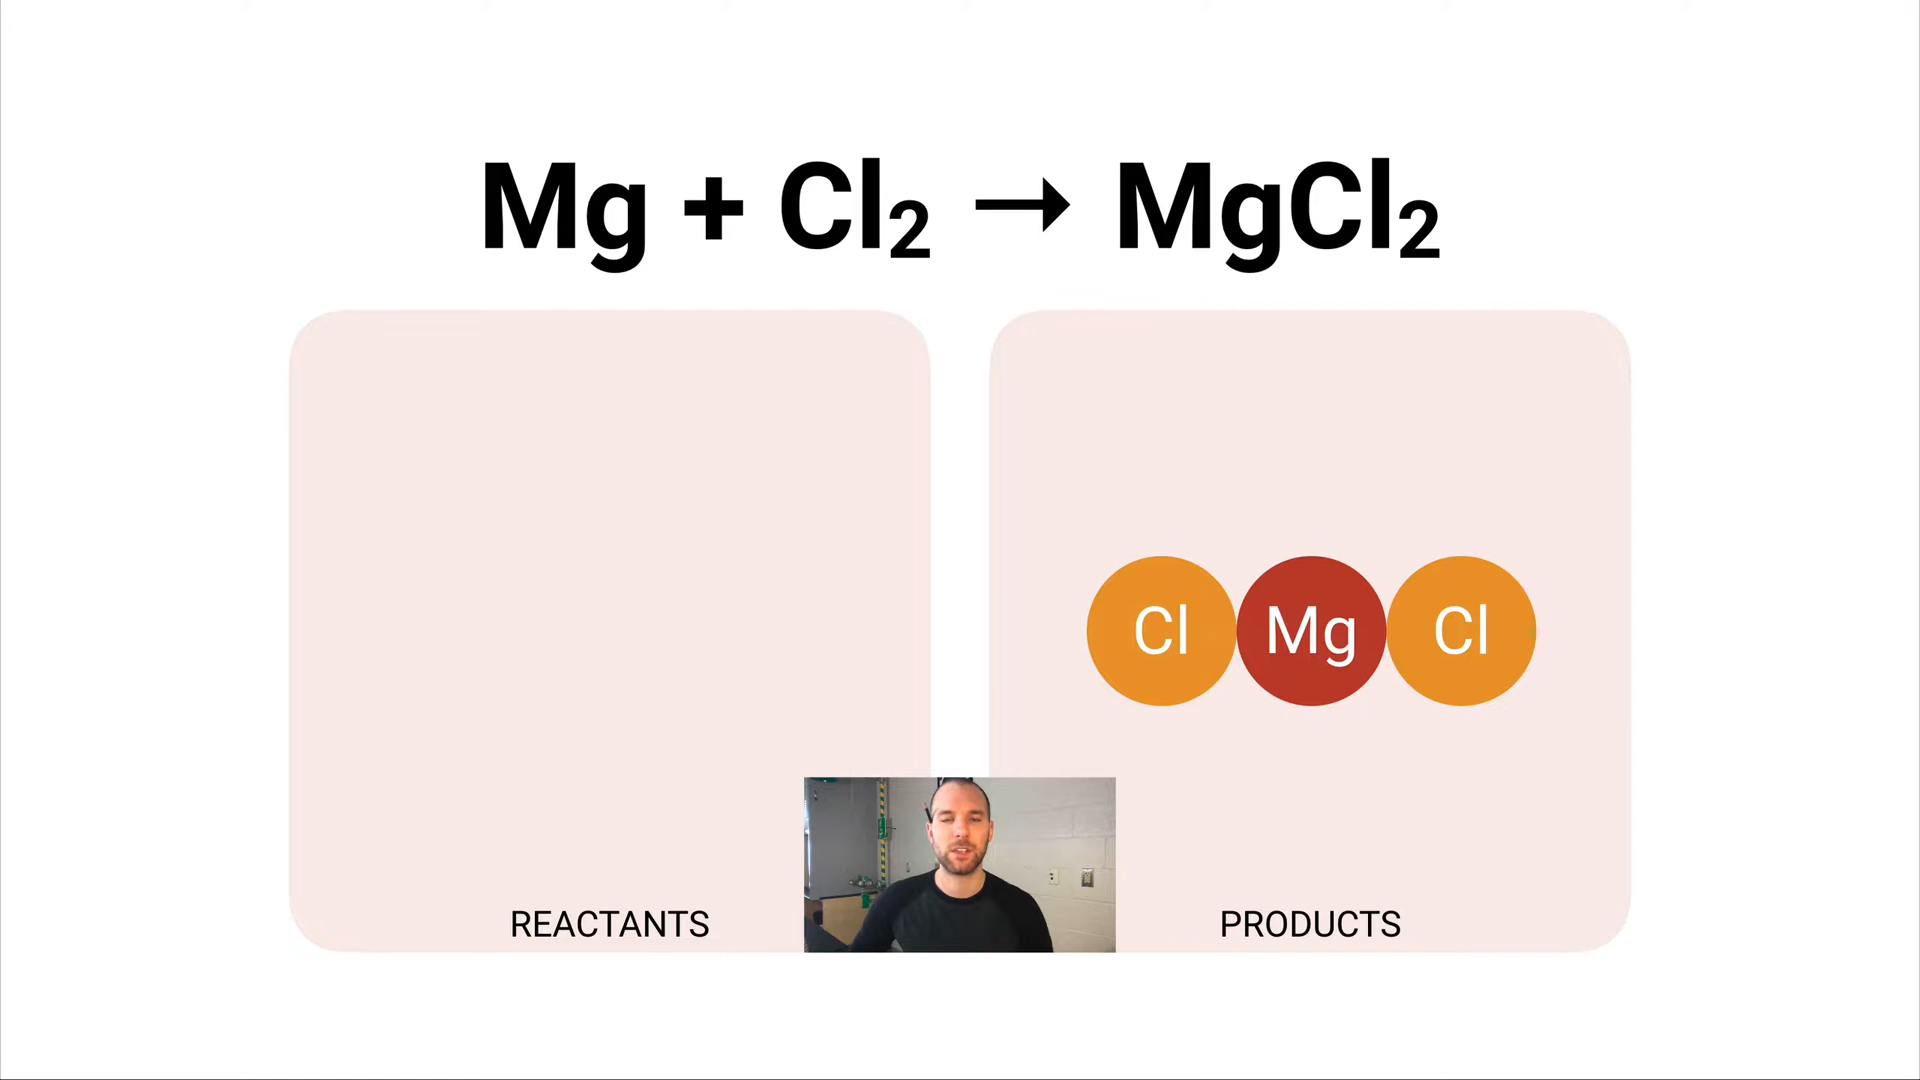 Mg + Cl₂ → MgCl₂
Cl Mg Cl
REACTANTS
PRODUCTS